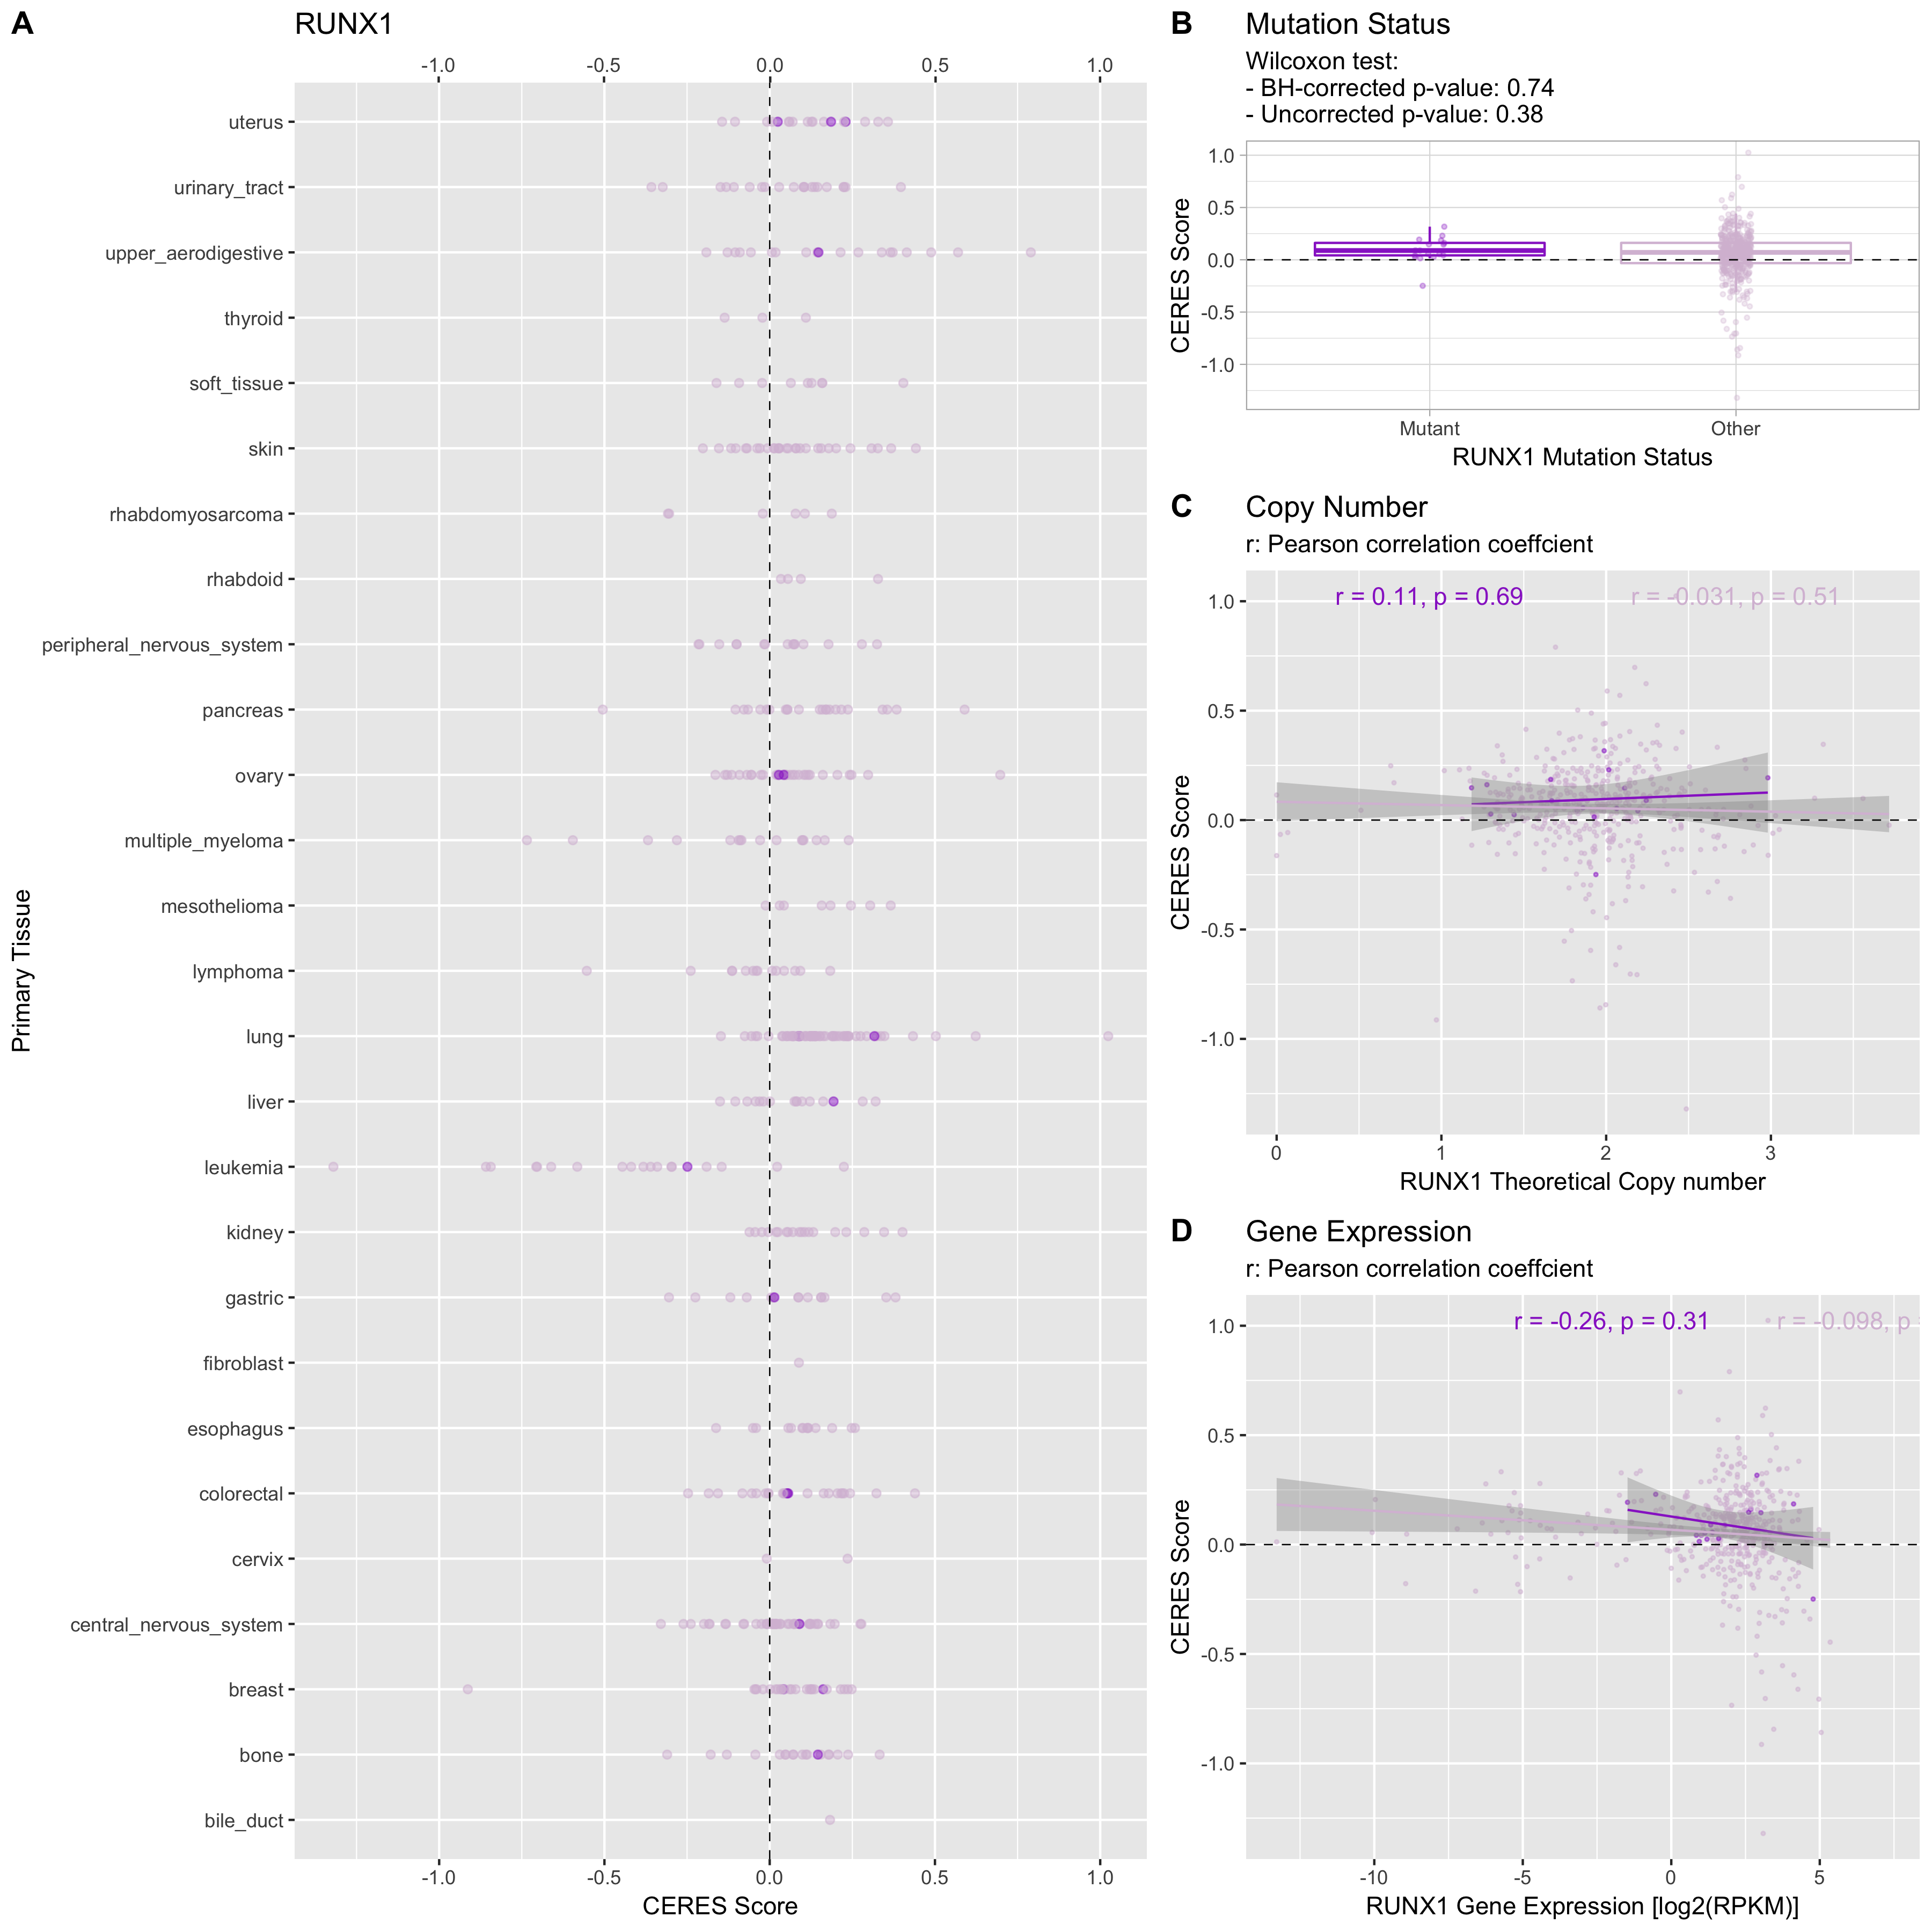 A
RUNX1
-1.0 -0.5 0.0 0.5 1.0
uterus
urinary_tract
upper_aerodigestive
thyroid
soft_tissue
skin
rhabdomyosarcoma
rhabdoid
peripheral_nervous_system
pancreas
ovary
multiple_myeloma
mesothelioma
lymphoma
lung
liver
leukemia
kidney
gastric
fibroblast
esophagus
colorectal
cervix
central_nervous_system
breast
bone
bile_duct
Primary Tissue
-1.0 -0.5 0.0 0.5 1.0
CERES Score
B
Mutation Status
Wilcoxon test:
- BH-corrected p-value: 0.74
- Uncorrected p-value: 0.38
1.0
0.5
0.0
-0.5
-1.0
CERES Score
Mutant Other
RUNX1 Mutation Status
C
Copy Number
r: Pearson correlation coeffcient
r = 0.11, p = 0.69 r = -0.031, p = 0.51
1.0
0.5
0.0
-0.5
-1.0
CERES Score
0 1 2 3
RUNX1 Theoretical Copy number
D
Gene Expression
r: Pearson correlation coeffcient
r = -0.26, p = 0.31 r = -0.098, p
1.0
0.5
0.0
-0.5
-1.0
CERES Score
-10 -5 0 5
RUNX1 Gene Expression [log2(RPKM)]